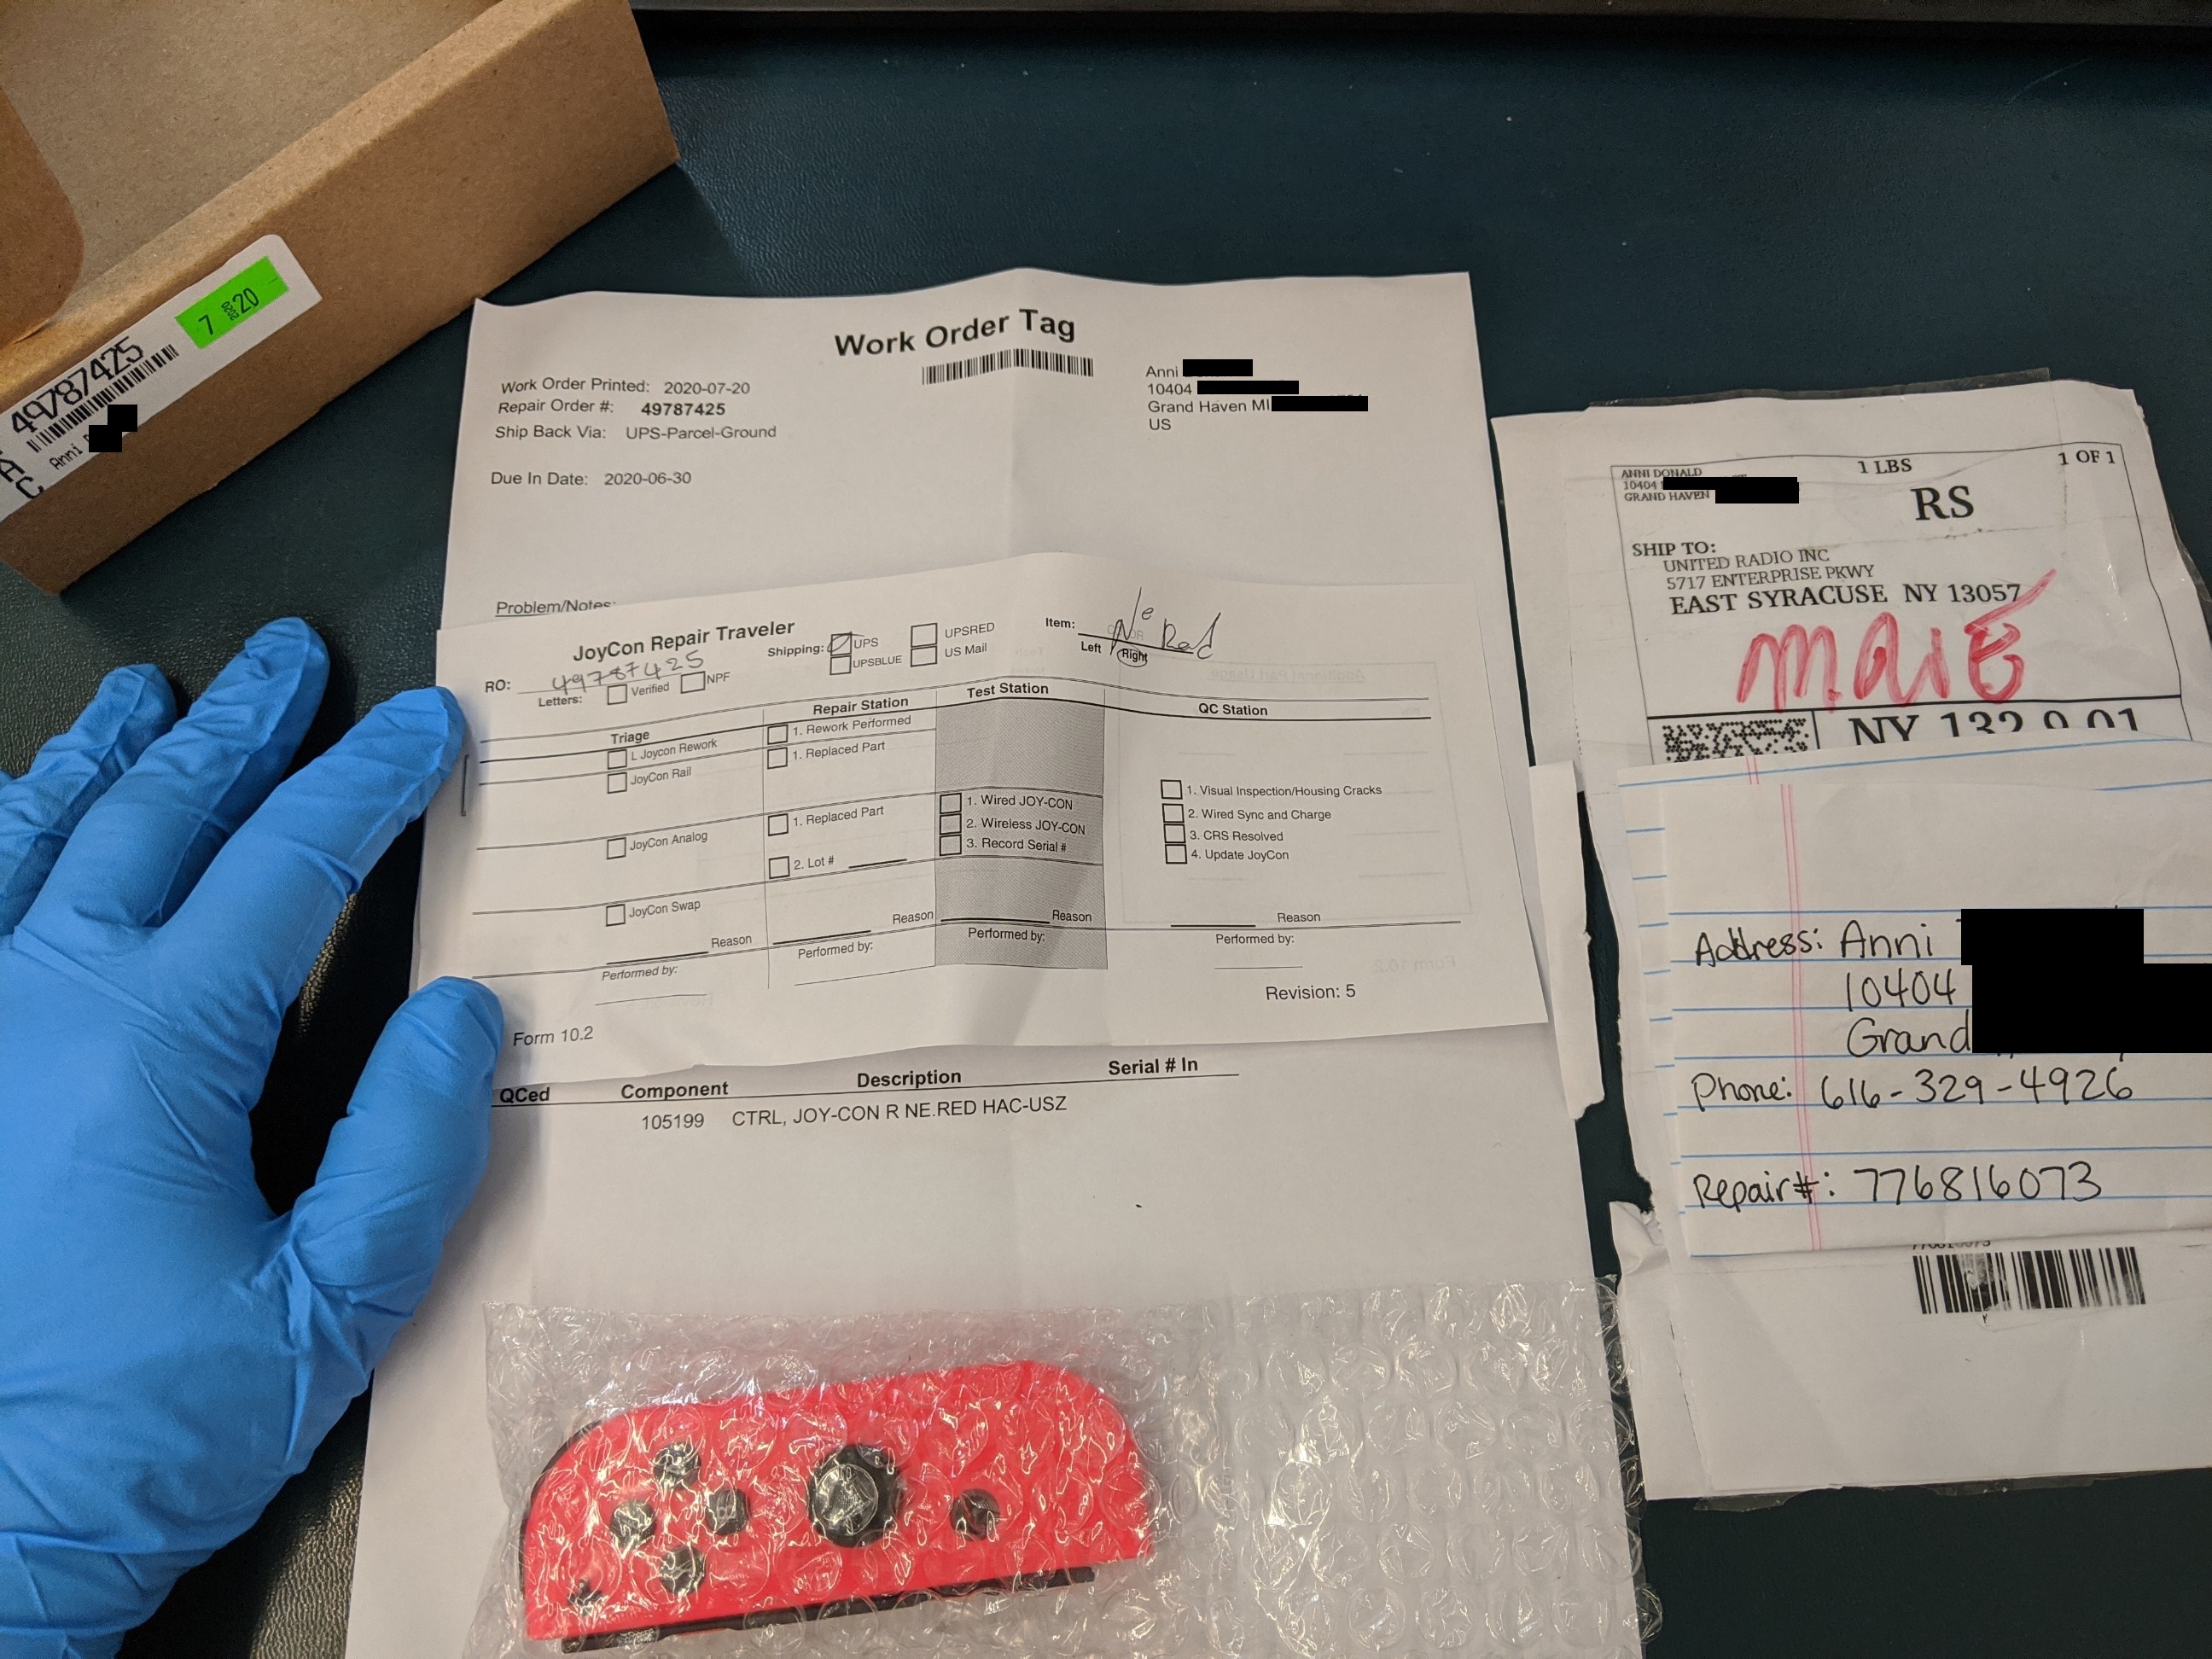 49787425
7 2020 20
Anni
Work Order Tag
Work Order Printed: 2020-07-20
Repair Order #: 49787425
Ship Back Via: UPS-Parcel-Ground
Due In Date: 2020-06-30
Anni
10404
Grand Haven MI
US
Problem/Notes:
JoyCon Repair Traveler
RO: 49787425
Letters: Verified NPF
Shipping: UPS UPSRED
UPSBLUE US Mail
Item: Ne Red
Left Right
Triage
L Joycon Rework
JoyCon Rail
JoyCon Analog
JoyCon Swap
Reason
Performed by:
Repair Station
1. Rework Performed
1. Replaced Part
1. Replaced Part
2. Lot #
Reason
Performed by:
Test Station
1. Wired JOY-CON
2. Wireless JOY-CON
3. Record Serial #
Reason
Performed by:
QC Station
1. Visual Inspection/Housing Cracks
2. Wired Sync and Charge
3. CRS Resolved
4. Update JoyCon
Reason
Performed by:
Form 10.2
Revision: 5
QCed Component Description Serial # In
105199 CTRL, JOY-CON R NE.RED HAC-USZ
ANNI DONALD
10404
GRAND HAVEN
1 LBS
1 OF 1
RS
SHIP TO:
UNITED RADIO INC
5717 ENTERPRISE PKWY
EAST SYRACUSE NY 13057
Address: Anni
10404
Grand
Phone: 616-329-4926
Repair#: 776816073